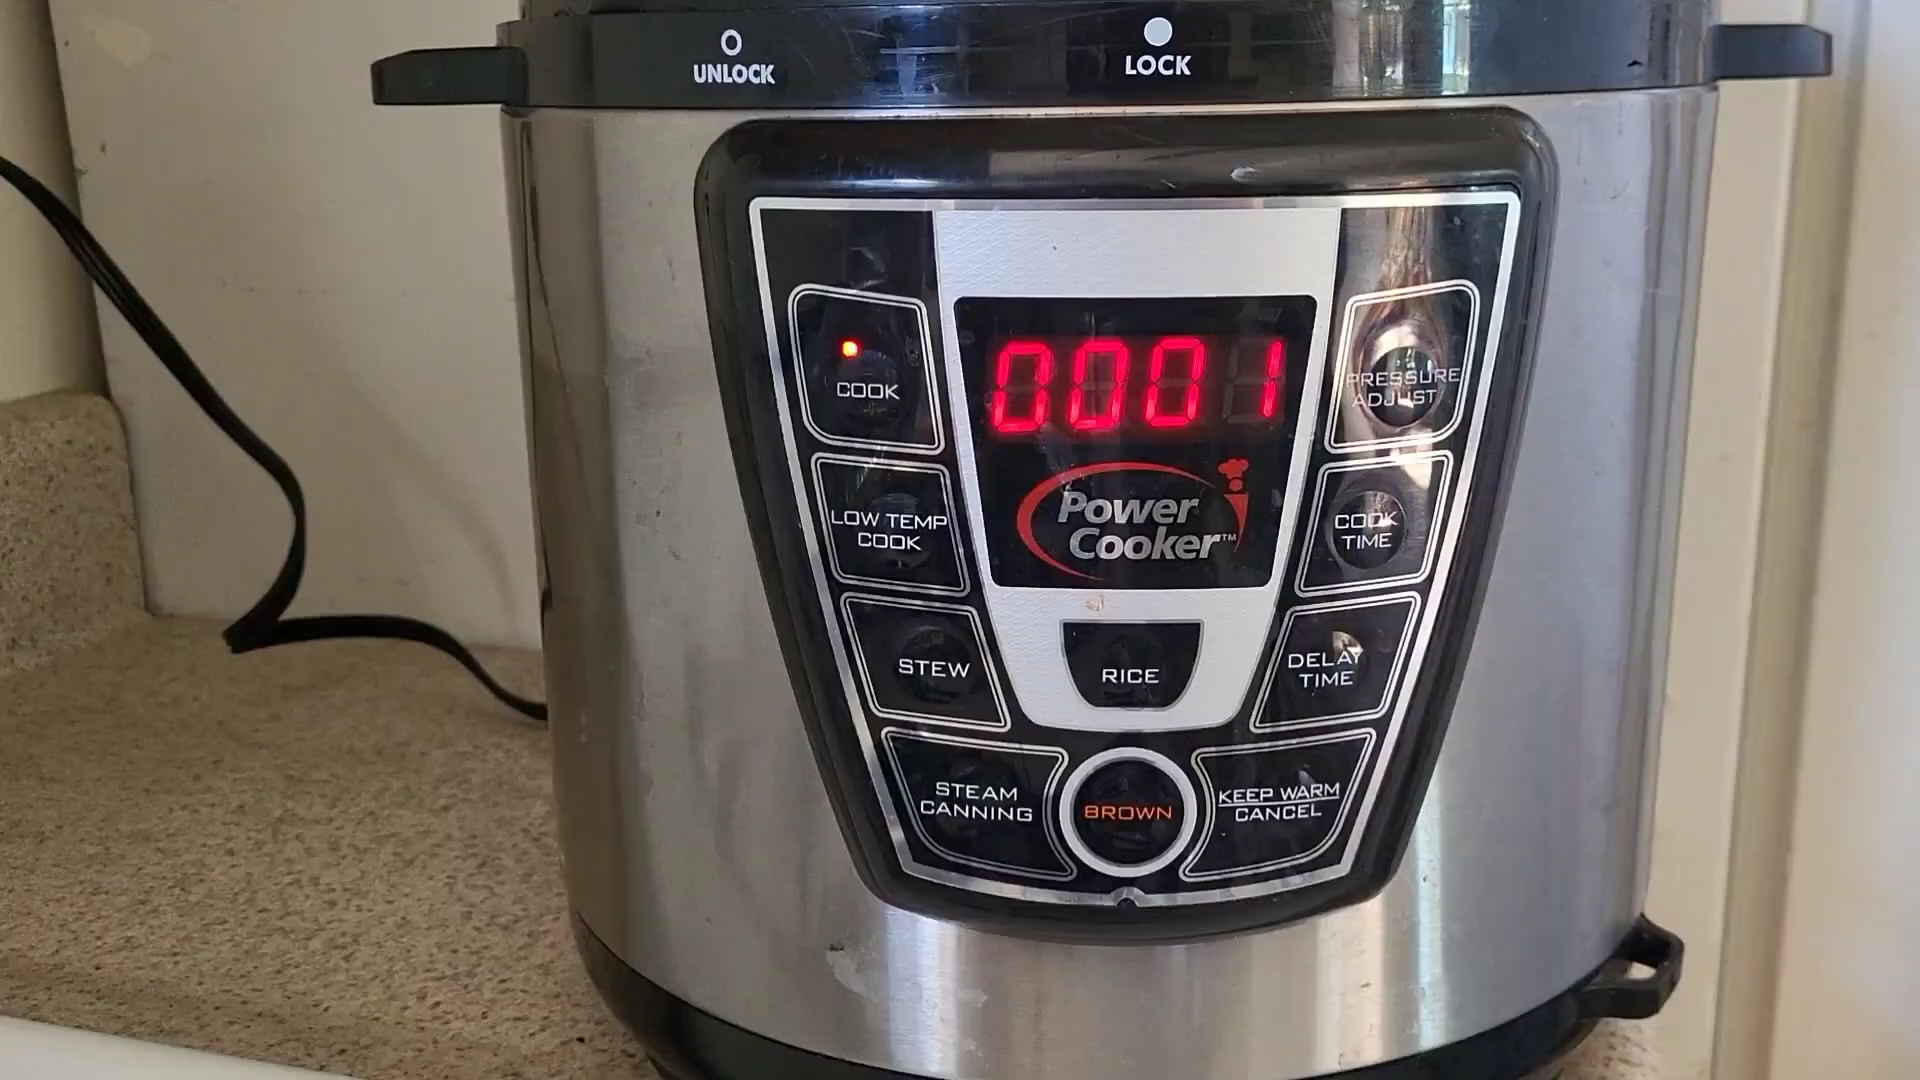 UNLOCK
LOCK
0001
COOK
PRESSURE
ADJUST
Power
Cooker™
LOW TEMP
COOK
COOK
TIME
STEW
RICE
DELAY
TIME
STEAM
CANNING
BROWN
KEEP WARM
CANCEL